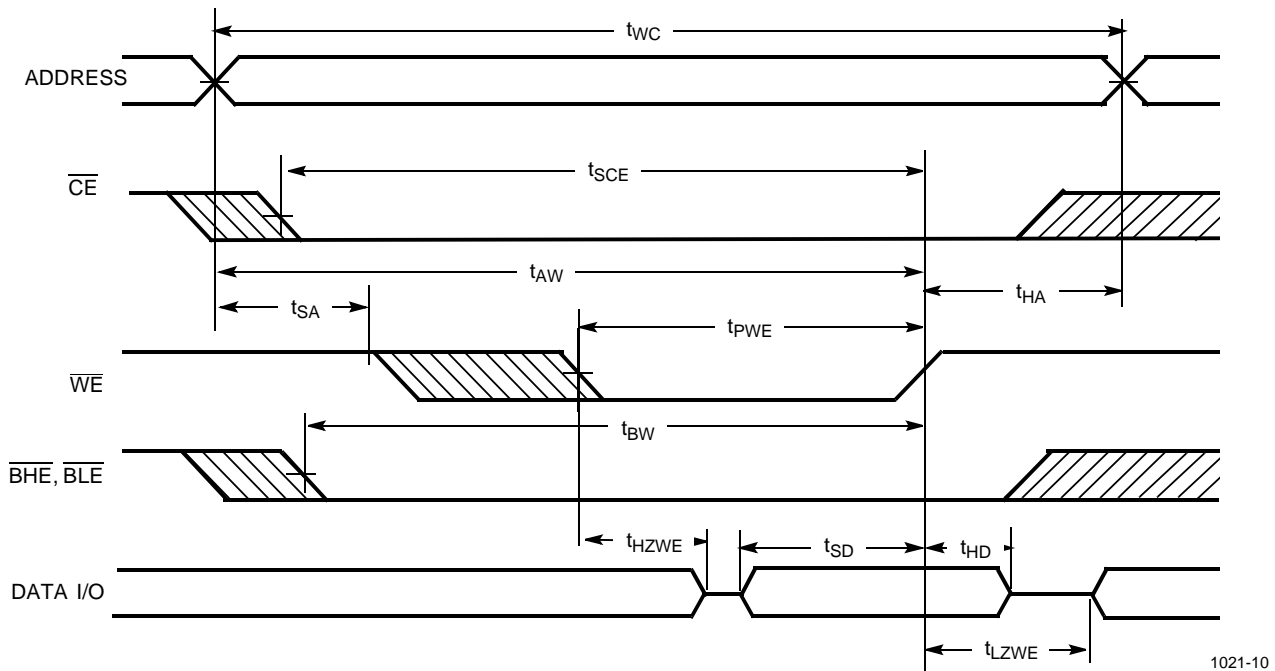 tWC
ADDRESS
CE
tSCE
tAW
tSA
tHA
tPWE
WE
tBW
BHE, BLE
tHZWE
tSD
tHD
DATA I/O
tLZWE
1021-10